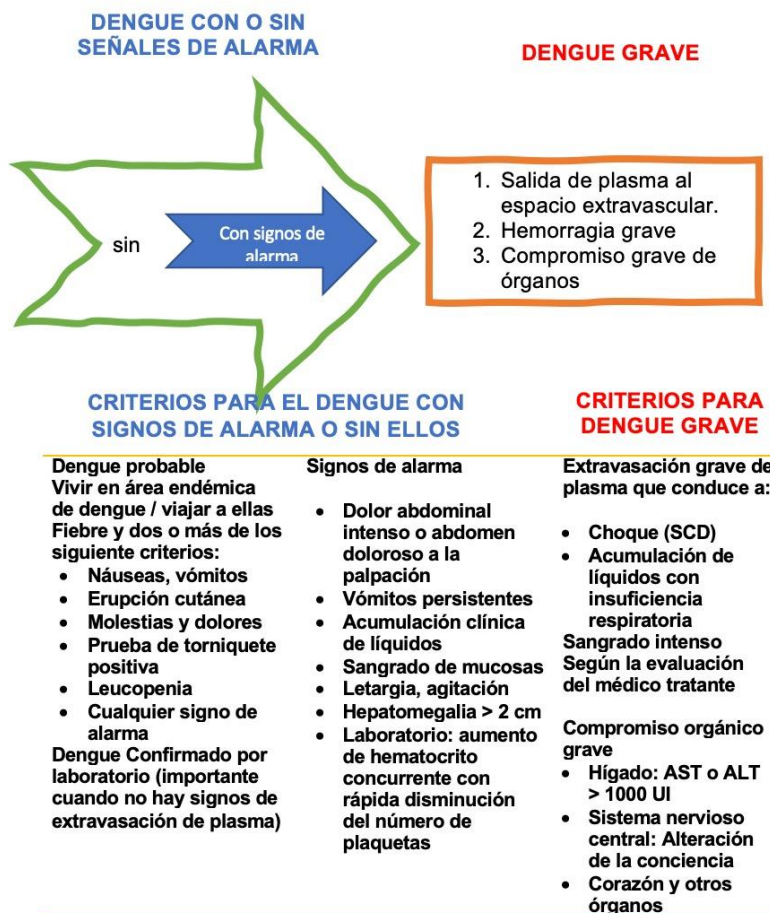 DENGUE CON O SIN
SEÑALES DE ALARMA
DENGUE GRAVE
sin
Con signos de
alarma
1. Salida de plasma al
espacio extravascular.
2. Hemorragia grave
3. Compromiso grave de
órganos
CRITERIOS PARA EL DENGUE CON
SIGNOS DE ALARMA O SIN ELLOS
CRITERIOS PARA
DENGUE GRAVE
Dengue probable
Vivir en área endémica
de dengue / viajar a ellas
Fiebre y dos o más de los
siguiente criterios:
• Náuseas, vómitos
• Erupción cutánea
• Molestias y dolores
• Prueba de torniquete
positiva
• Leucopenia
• Cualquier signo de
alarma
Dengue Confirmado por
laboratorio (importante
cuando no hay signos de
extravasación de plasma)
Signos de alarma
• Dolor abdominal
intenso o abdomen
doloroso a la
palpación
• Vómitos persistentes
• Acumulación clínica
de líquidos
• Sangrado de mucosas
• Letargia, agitación
• Hepatomegalia > 2 cm
• Laboratorio: aumento
de hematocrito
concurrente con
rápida disminución
del número de
plaquetas
Extravasación grave de
plasma que conduce a:
• Choque (SCD)
• Acumulación de
líquidos con
insuficiencia
respiratoria
Sangrado intenso
Según la evaluación
del médico tratante
Compromiso orgánico
grave
• Hígado: AST o ALT
> 1000 UI
• Sistema nervioso
central: Alteración
de la conciencia
• Corazón y otros
órganos